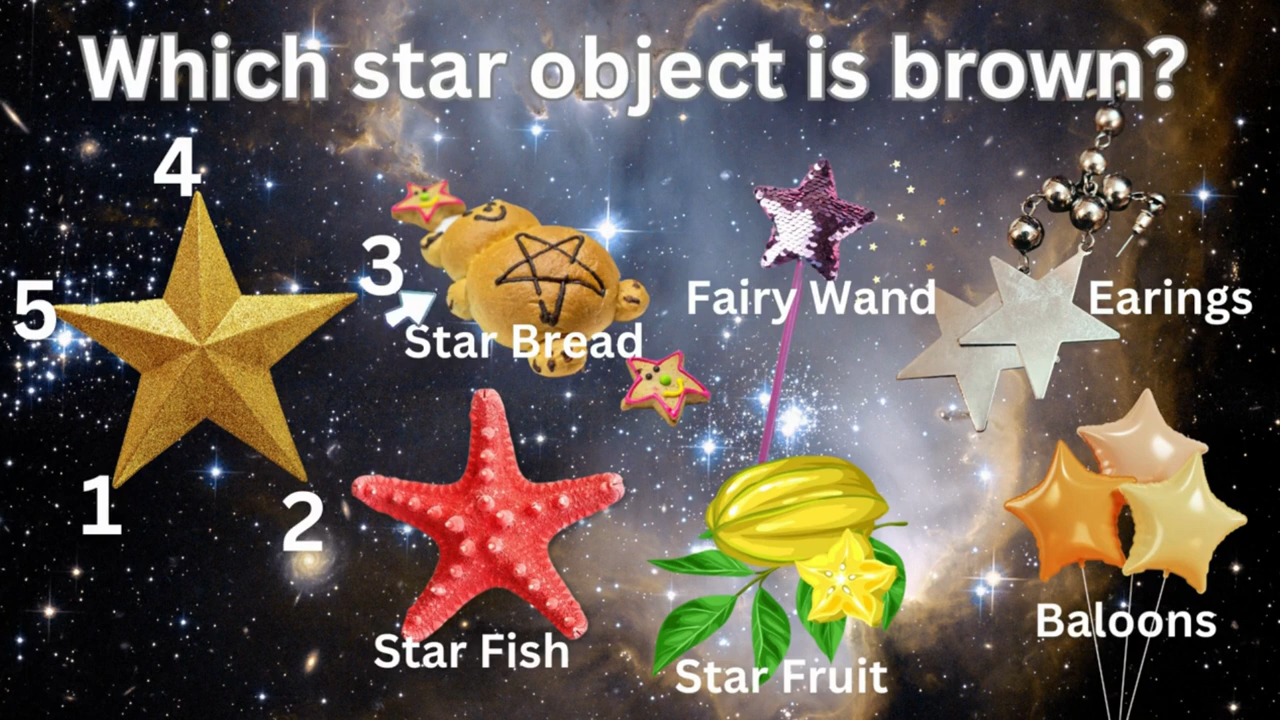 Which star object is brown?
4
3
5
1
2
Star Bread
Fairy Wand
Earings
Star Fish
Star Fruit
Baloons